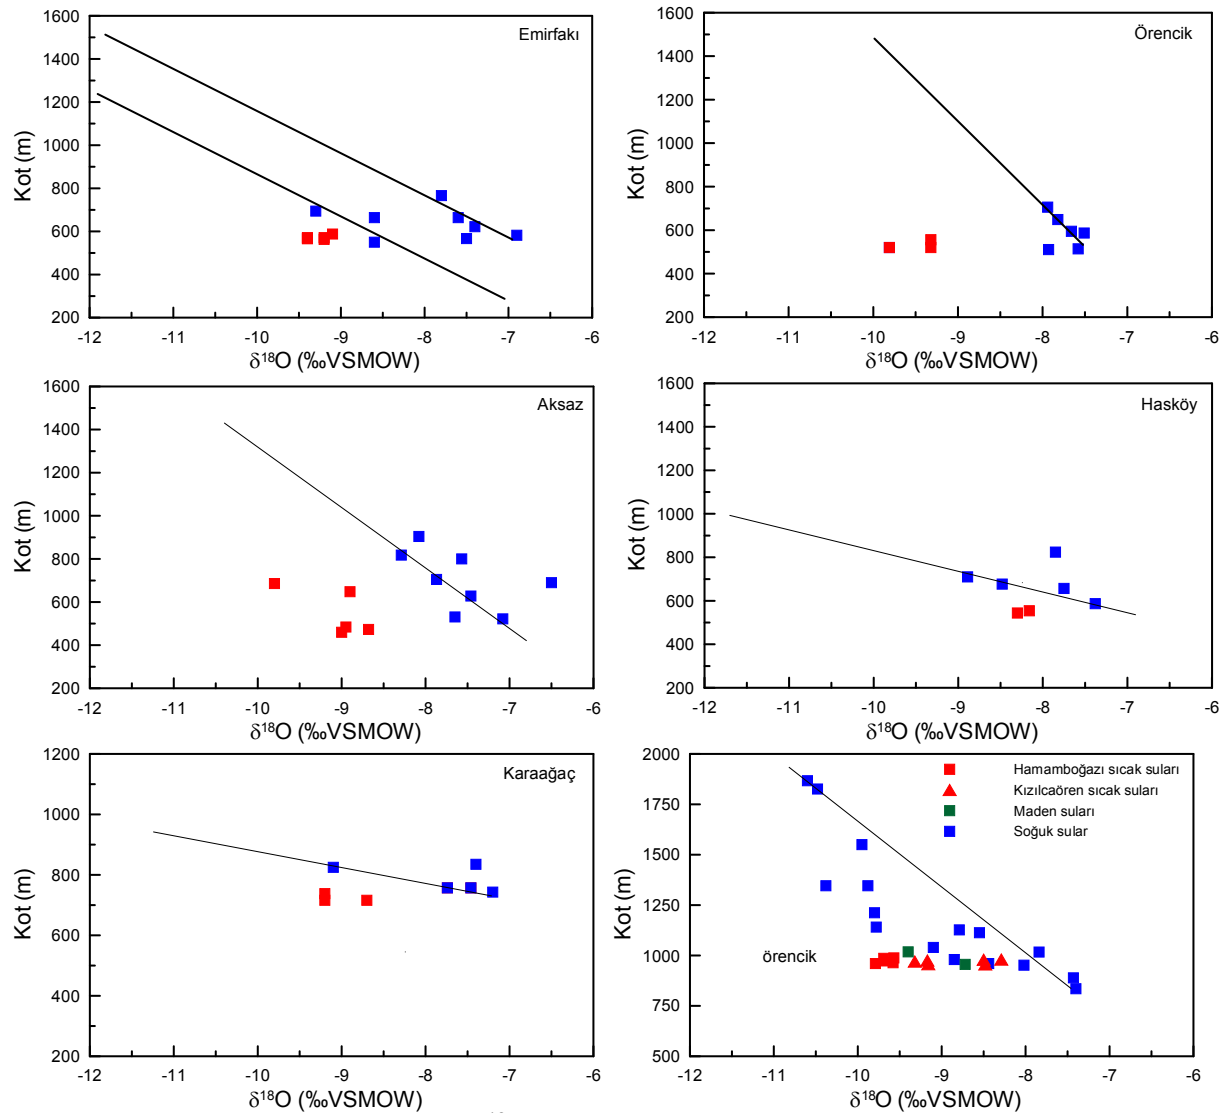 Emirfakı
Kot (m)
1600
1400
1200
1000
800
600
400
200
-12 -11 -10 -9 -8 -7 -6
δ¹⁸O (‰VSMOW)
Örencik
Kot (m)
1600
1400
1200
1000
800
600
400
200
-12 -11 -10 -9 -8 -7 -6
δ¹⁸O (‰VSMOW)
Aksaz
Kot (m)
1600
1400
1200
1000
800
600
400
200
-12 -11 -10 -9 -8 -7 -6
δ¹⁸O (‰VSMOW)
Hasköy
Kot (m)
1600
1400
1200
1000
800
600
400
200
-12 -11 -10 -9 -8 -7 -6
δ¹⁸O (‰VSMOW)
Karaağaç
Kot (m)
1200
1000
800
600
400
200
-12 -11 -10 -9 -8 -7 -6
δ¹⁸O (‰VSMOW)
Hamamboğazı sıcak suları
Kızılcaören sıcak suları
Maden suları
Soğuk sular
örencik
Kot (m)
2000
1750
1500
1250
1000
750
500
-12 -11 -10 -9 -8 -7 -6
δ¹⁸O (‰VSMOW)